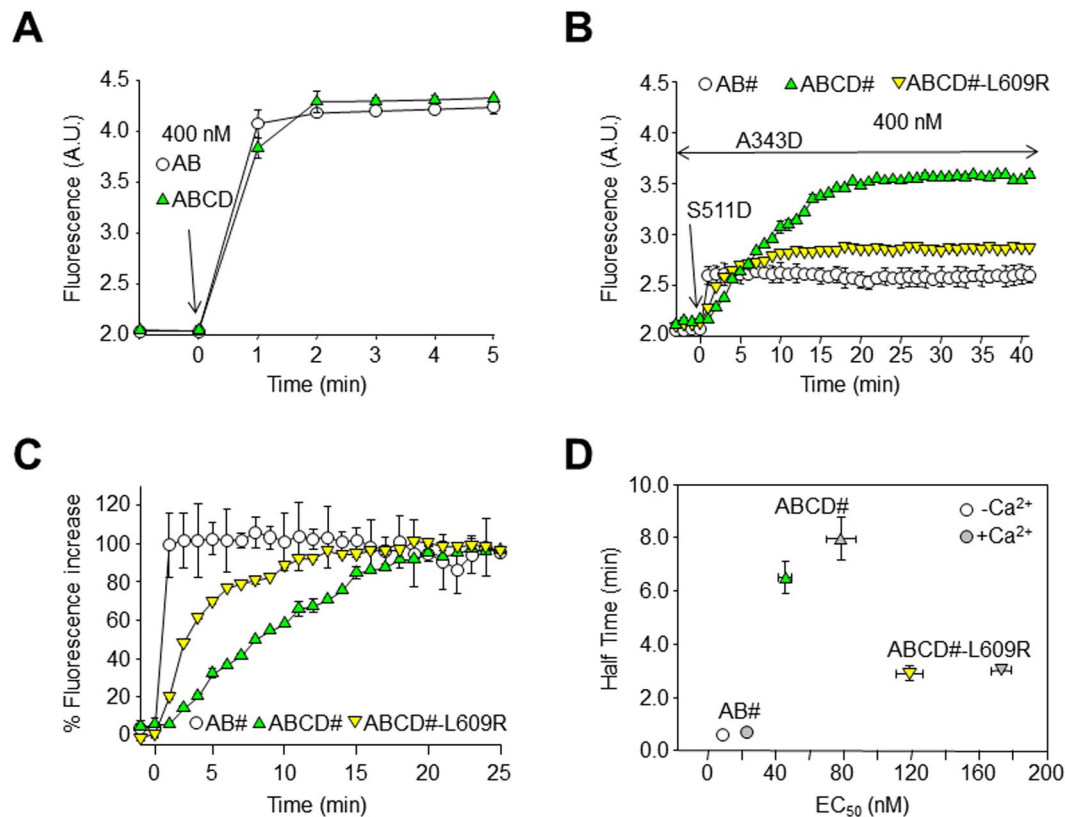 A
4.5
4.0
3.5
3.0
2.5
2.0
Fluorescence (A.U.)
400 nM
AB
ABCD
0
1
2
3
4
5
Time (min)
B
AB#
ABCD#
ABCD#-L609R
4.5
4.0
3.5
3.0
2.5
2.0
Fluorescence (A.U.)
400 nM
A343D
S511D
0
5
10
15
20
25
30
35
40
Time (min)
C
120
100
80
60
40
20
0
% Fluorescence increase
AB#
ABCD#
ABCD#-L609R
0
5
10
15
20
25
Time (min)
D
10.0
8.0
6.0
4.0
2.0
0.0
Half Time (min)
ABCD#
-Ca²⁺
+Ca²⁺
ABCD#-L609R
AB#
0
40
80
120
160
200
EC₅₀ (nM)